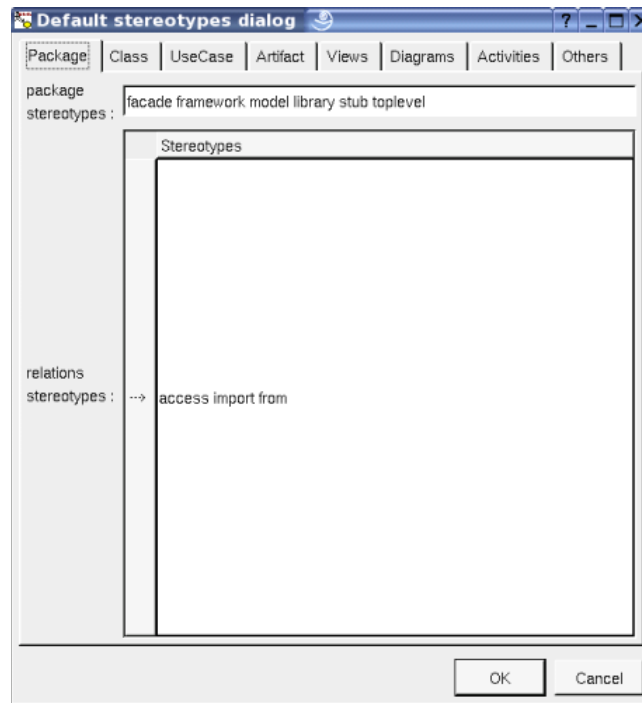 Default stereotypes dialog
Package Class UseCase Artifact Views Diagrams Activities Others
package
stereotypes :
facade framework model library stub toplevel
Stereotypes
relations
stereotypes :
access import from
OK Cancel